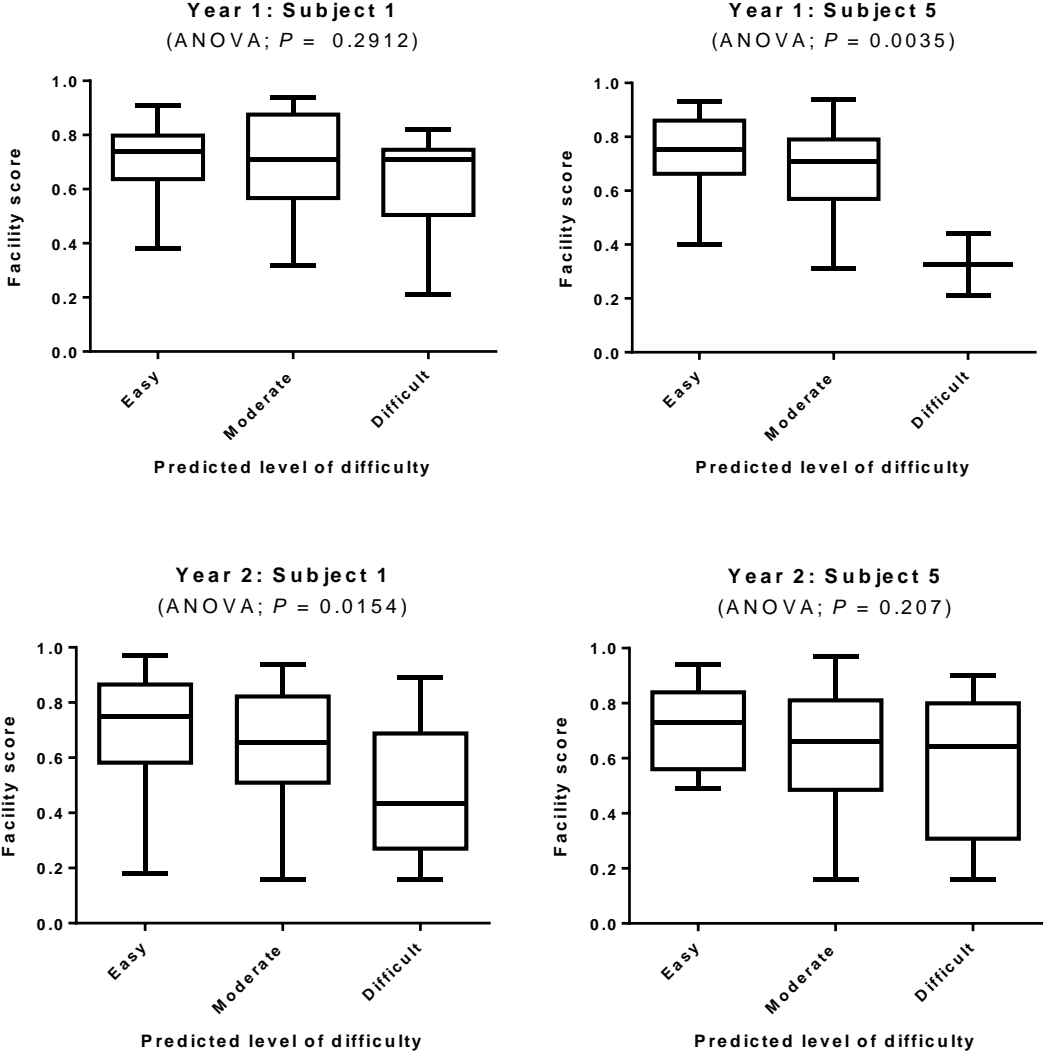 Year 1: Subject 1
(ANOVA; P = 0.2912)
1.0
0.8
0.6
0.4
0.2
0.0
Facility score
Easy
Moderate
Difficult
Predicted level of difficulty
Year 1: Subject 5
(ANOVA; P = 0.0035)
1.0
0.8
0.6
0.4
0.2
0.0
Facility score
Easy
Moderate
Difficult
Predicted level of difficulty
Year 2: Subject 1
(ANOVA; P = 0.0154)
1.0
0.8
0.6
0.4
0.2
0.0
Facility score
Easy
Moderate
Difficult
Predicted level of difficulty
Year 2: Subject 5
(ANOVA; P = 0.207)
1.0
0.8
0.6
0.4
0.2
0.0
Facility score
Easy
Moderate
Difficult
Predicted level of difficulty